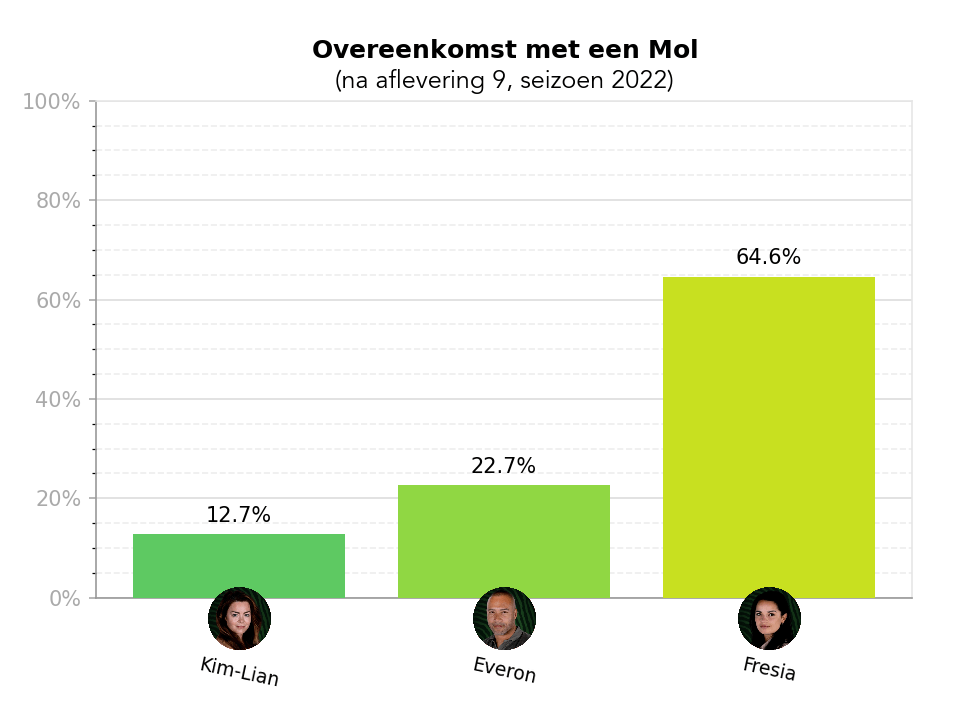 Overeenkomst met een Mol
(na aflevering 9, seizoen 2022)
100%
80%
60%
40%
20%
0%
12.7%
22.7%
64.6%
Kim-Lian
Everon
Fresia